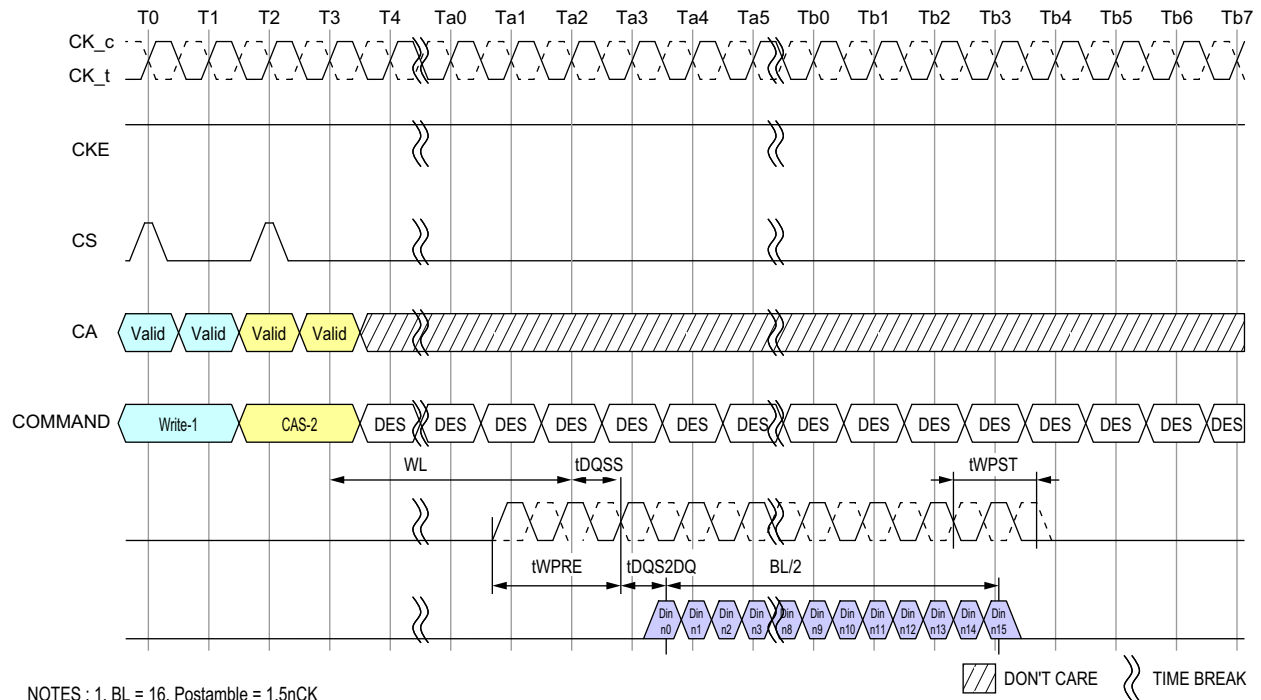 T0 T1 T2 T3 T4 Ta0 Ta1 Ta2 Ta3 Ta4 Ta5 Tb0 Tb1 Tb2 Tb3 Tb4 Tb5 Tb6 Tb7
CK_c
CK_t
CKE
CS
CA Valid Valid Valid Valid
COMMAND Write-1 CAS-2 DES DES DES DES DES DES DES DES DES DES DES DES DES DES DES
WL tDQSS tWPST
tWPRE tDQS2DQ BL/2
Din n0 Din n1 Din n2 Din n3 Din n8 Din n9 Din n10 Din n11 Din n12 Din n13 Din n14 Din n15
DON'T CARE TIME BREAK
NOTES : 1. BL = 16, Postamble = 1.5nCK